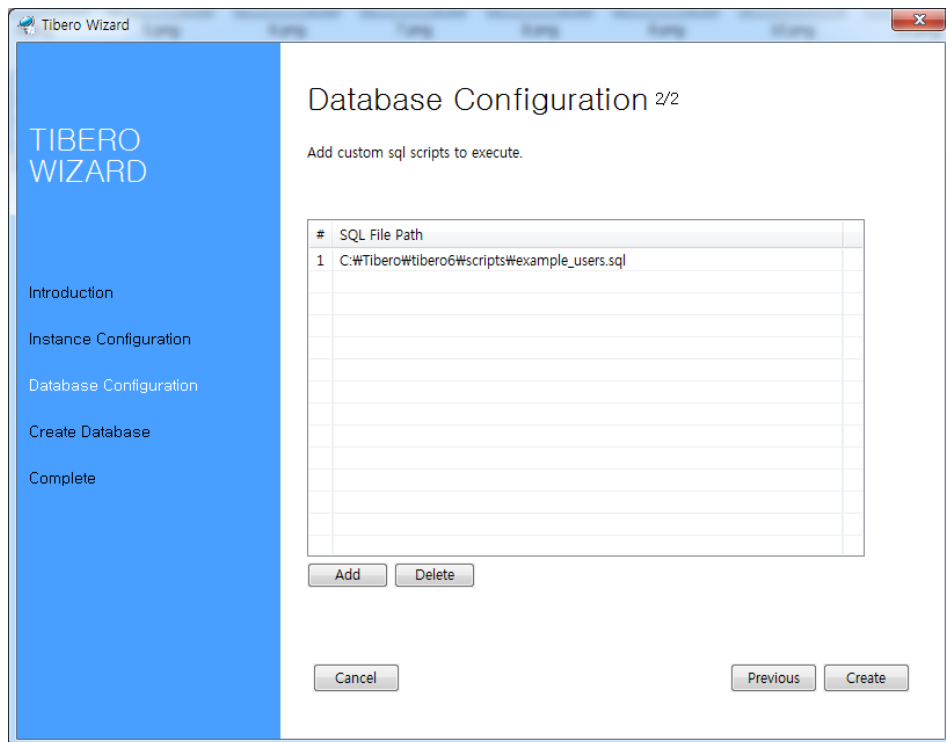 Tibero Wizard
TIBERO
WIZARD
Introduction
Instance Configuration
Database Configuration
Create Database
Complete
Database Configuration 2/2
Add custom sql scripts to execute.
# SQL File Path
1 C:₩Tibero₩tibero6₩scripts₩example_users.sql
Add Delete
Cancel Previous Create